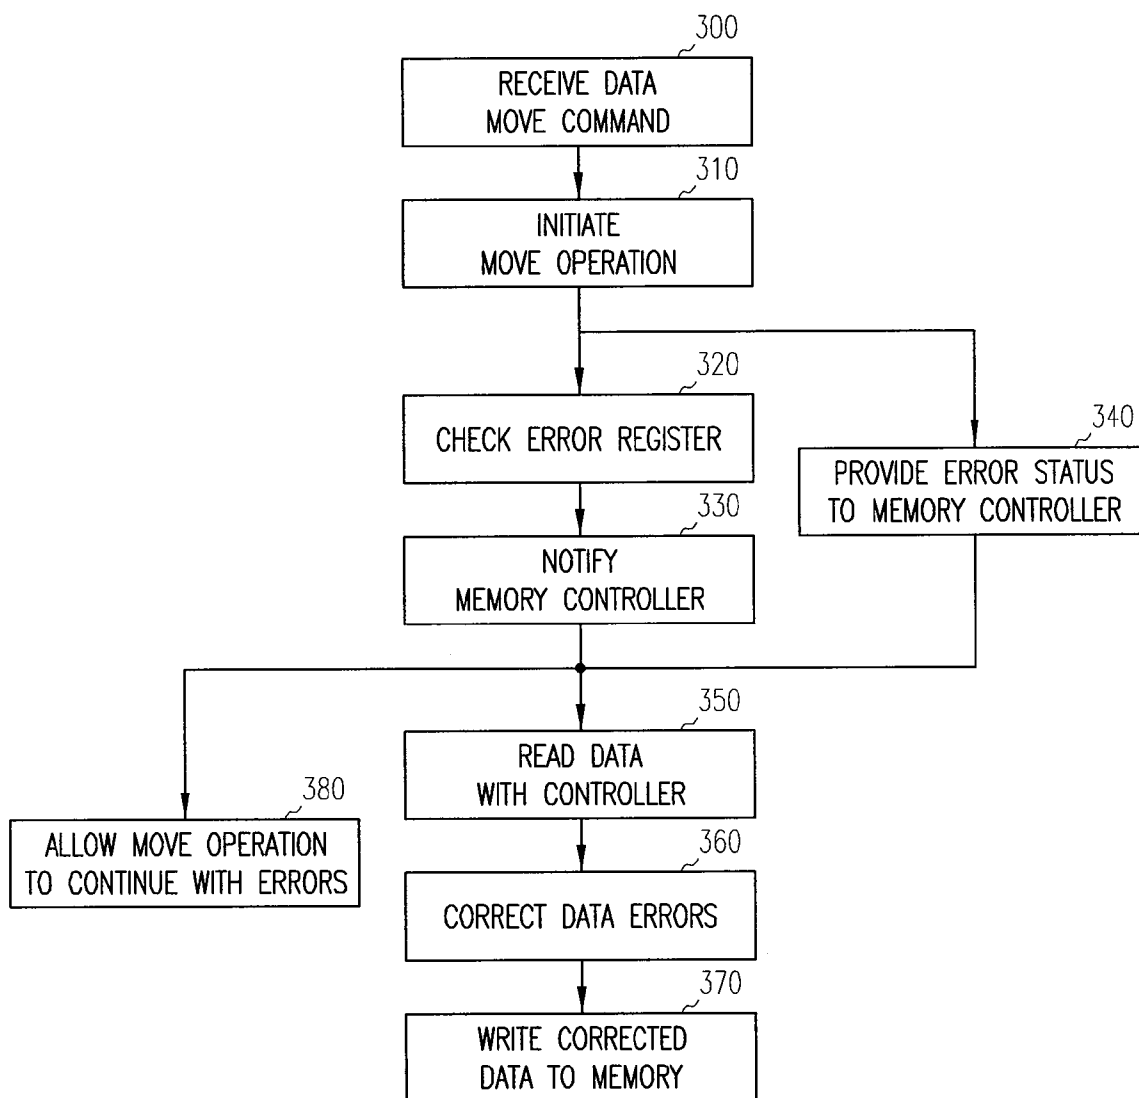 300
RECEIVE DATA
MOVE COMMAND
310
INITIATE
MOVE OPERATION
320
CHECK ERROR REGISTER
340
PROVIDE ERROR STATUS
TO MEMORY CONTROLLER
330
NOTIFY
MEMORY CONTROLLER
350
READ DATA
WITH CONTROLLER
380
ALLOW MOVE OPERATION
TO CONTINUE WITH ERRORS
360
CORRECT DATA ERRORS
370
WRITE CORRECTED
DATA TO MEMORY